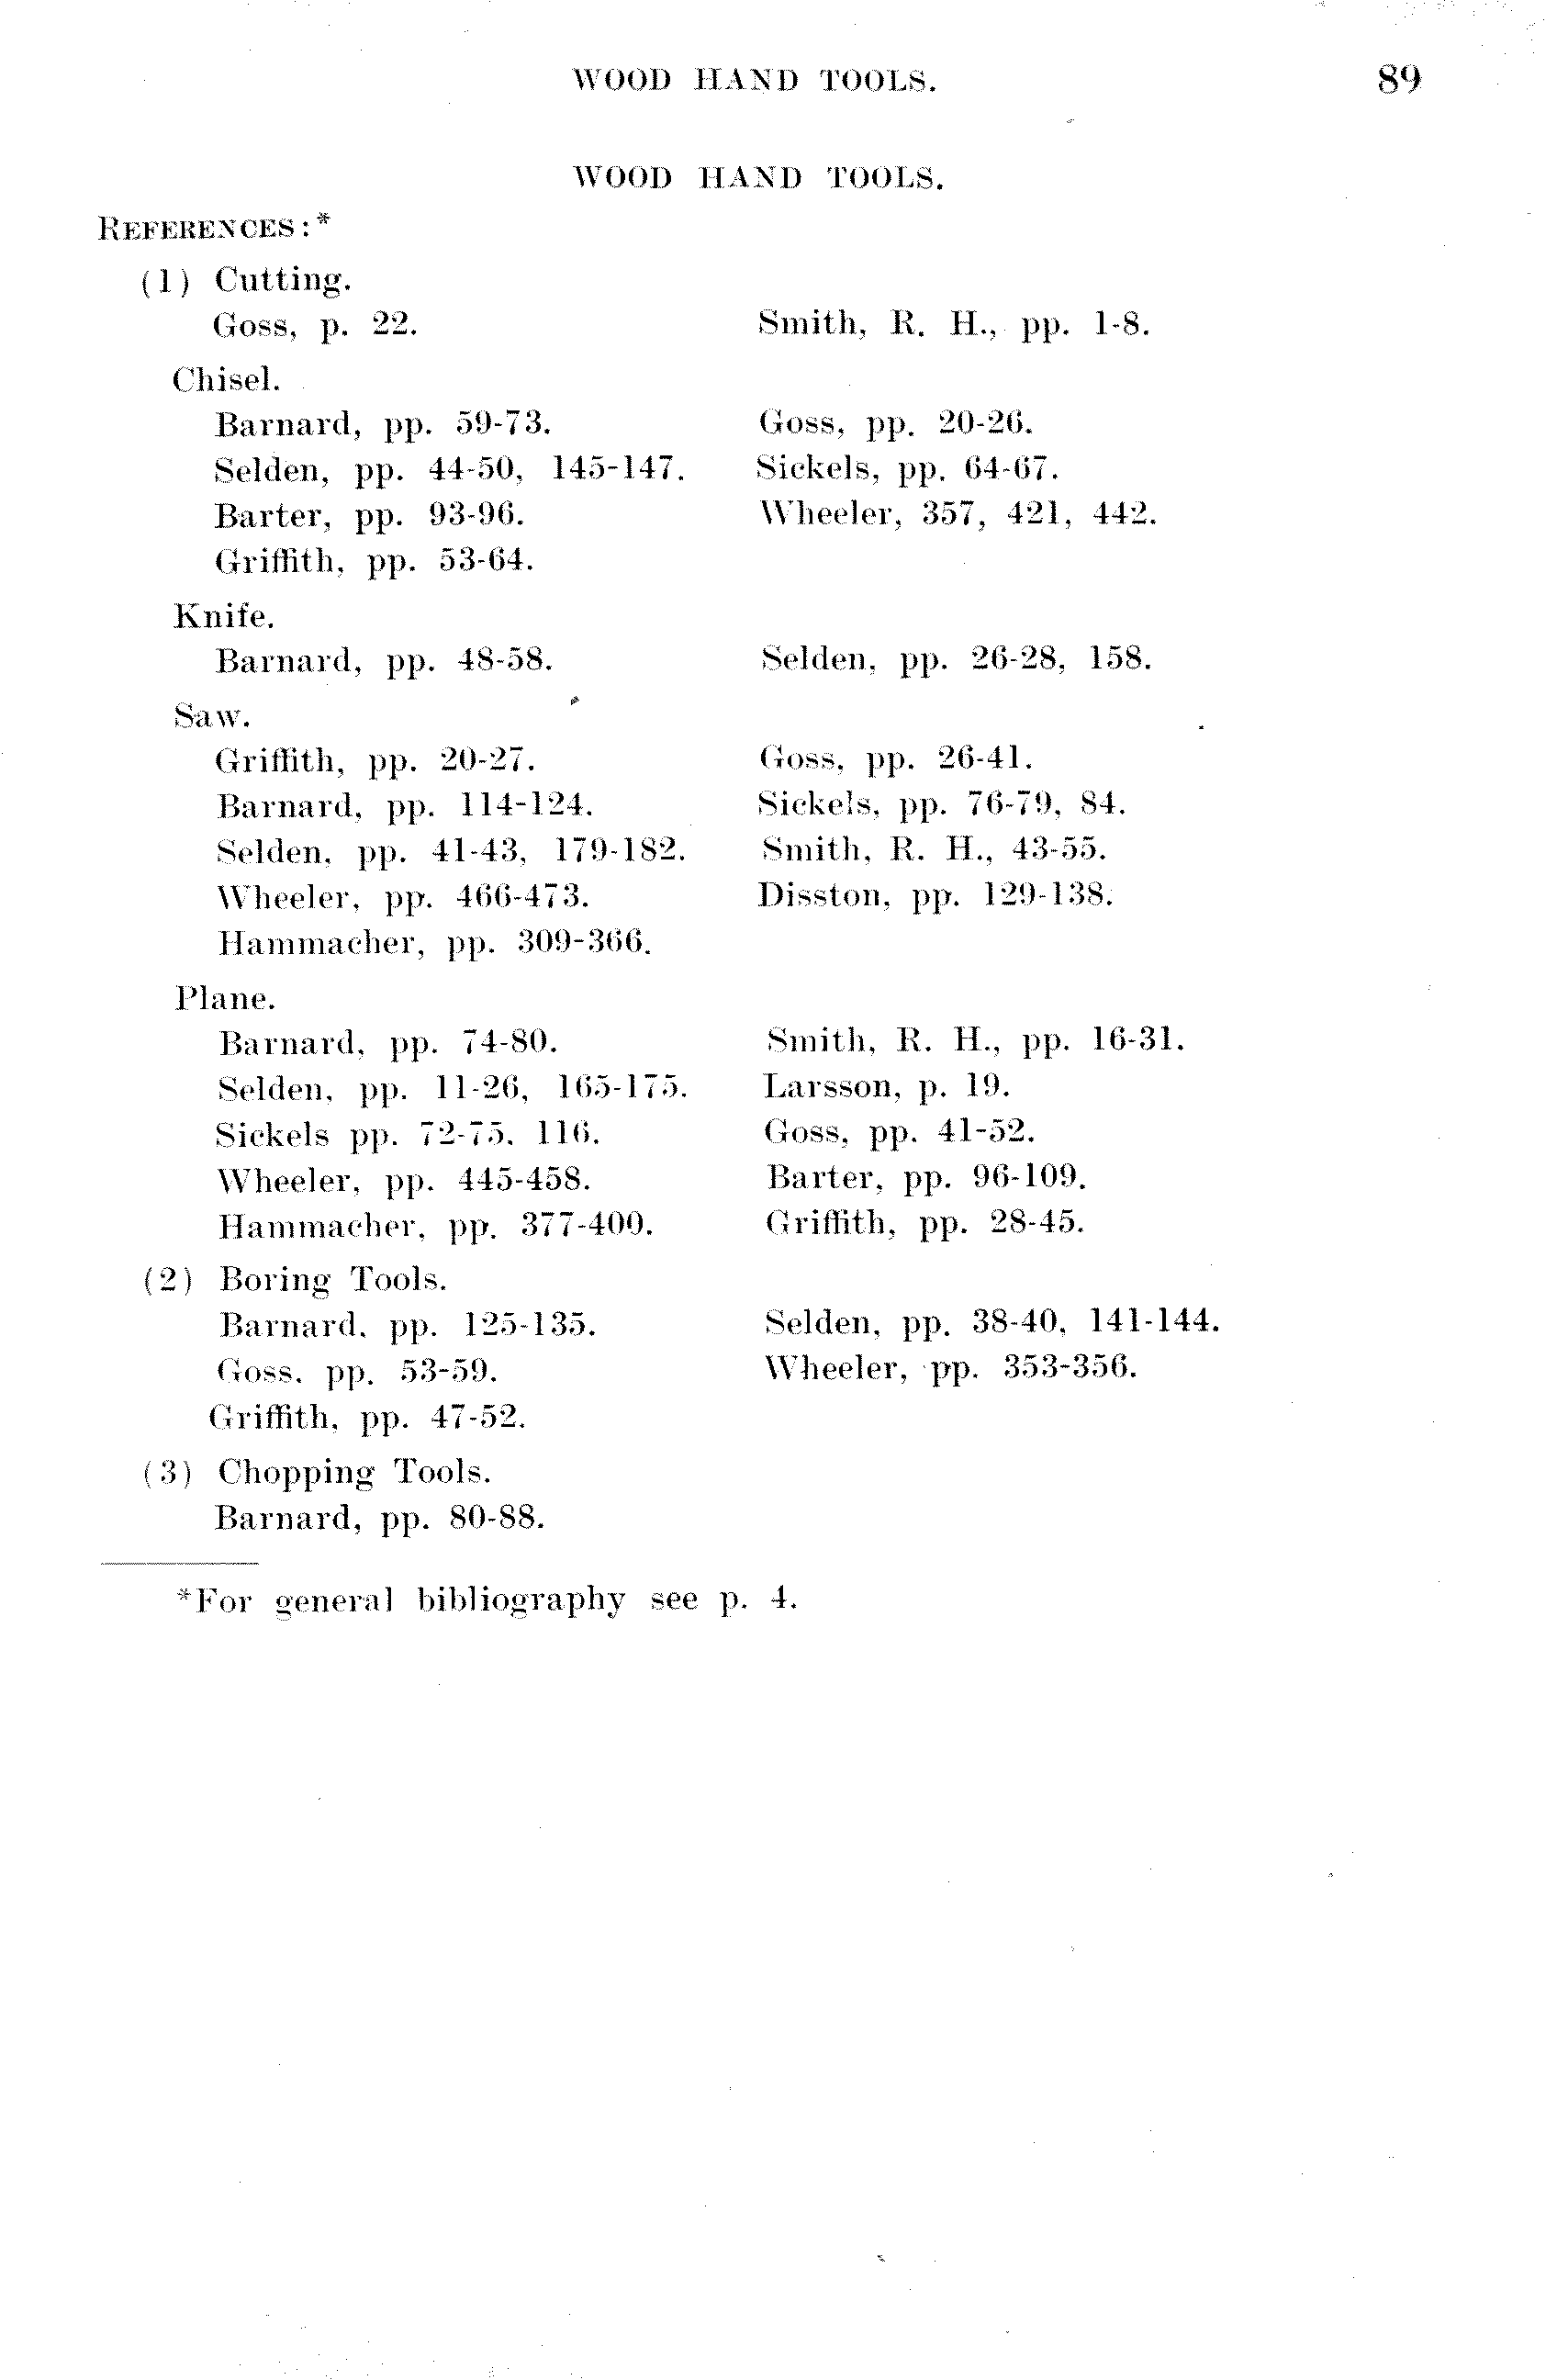 WOOD HAND TOOLS. 89
WOOD HAND TOOLS.
REFERENCES:*
(1) Cutting.
Goss, p. 22. Smith, R. H., pp. 1-8.
Chisel.
Barnard, pp. 59-73. Goss, pp. 20-26.
Selden, pp. 44-50, 145-147. Sickels, pp. 64-67.
Barter, pp. 93-96. Wheeler, 357, 421, 442.
Griffith, pp. 53-64.
Knife.
Barnard, pp. 48-58. Selden, pp. 26-28, 158.
Saw.
Griffith, pp. 20-27. Goss, pp. 26-41.
Barnard, pp. 114-124. Sickels, pp. 76-79, 84.
Selden, pp. 41-43, 179-182. Smith, R. H., 43-55.
Wheeler, pp. 466-473. Disston, pp. 129-138.
Hammacher, pp. 309-366.
Plane.
Barnard, pp. 74-80. Smith, R. H., pp. 16-31.
Selden, pp. 11-26, 165-175. Larsson, p. 19.
Sickels pp. 72-75, 116. Goss, pp. 41-52.
Wheeler, pp. 445-458. Barter, pp. 96-109.
Hammacher, pp. 377-400. Griffith, pp. 28-45.
(2) Boring Tools.
Barnard, pp. 125-135. Selden, pp. 38-40, 141-144.
Goss, pp. 53-59. Wheeler, pp. 353-356.
Griffith, pp. 47-52.
(3) Chopping Tools.
Barnard, pp. 80-88.
*For general bibliography see p. 4.